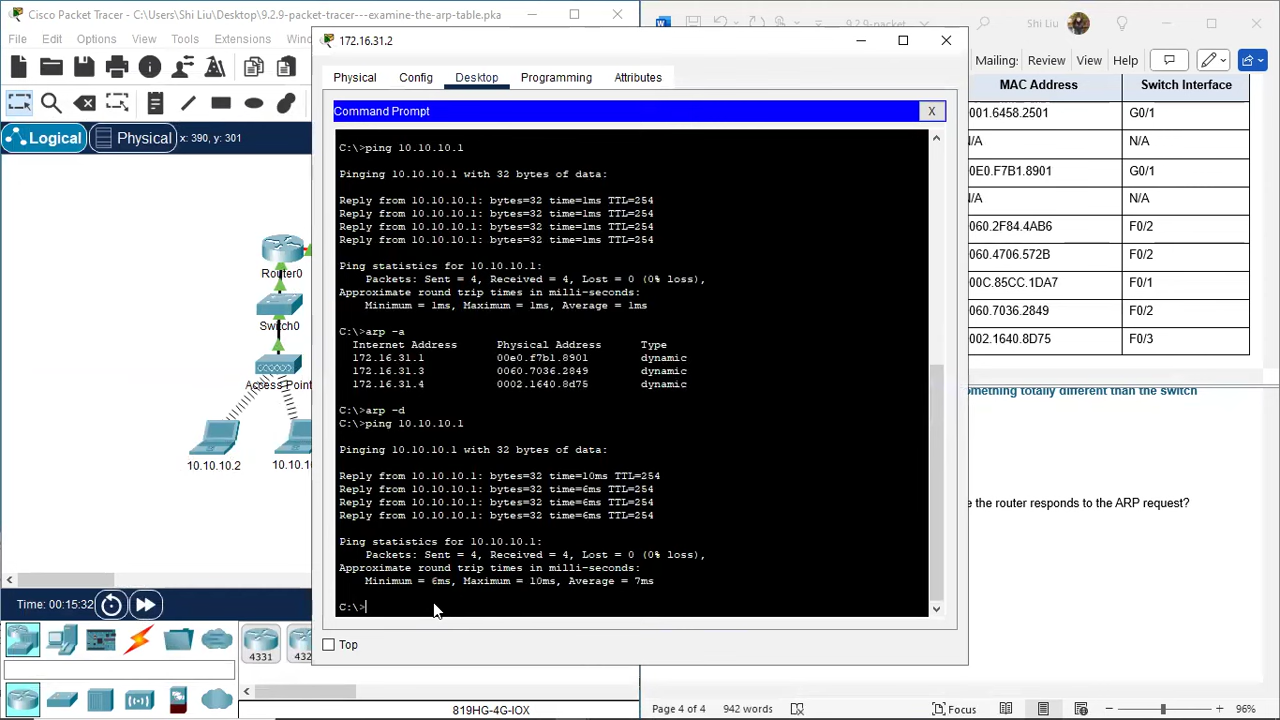 Cisco Packet Tracer - C:\Users\Shi Liu\Desktop\9.2.9-packet-tracer---examine-the-arp-table.pka
File Edit Options View Tools Extensions
Logical Physical x: 390, y: 301
Router0
Switch0
Access Point
10.10.10.2
10.10.1
Time: 00:15:32
4331
819HG-4G-IOX
172.16.31.2
Physical Config Desktop Programming Attributes
Command Prompt X
C:\>ping 10.10.10.1
Pinging 10.10.10.1 with 32 bytes of data:
Reply from 10.10.10.1: bytes=32 time=1ms TTL=254
Reply from 10.10.10.1: bytes=32 time=1ms TTL=254
Reply from 10.10.10.1: bytes=32 time=1ms TTL=254
Reply from 10.10.10.1: bytes=32 time=1ms TTL=254
Ping statistics for 10.10.10.1:
Packets: Sent = 4, Received = 4, Lost = 0 (0% loss),
Approximate round trip times in milli-seconds:
Minimum = 1ms, Maximum = 1ms, Average = 1ms
C:\>arp -a
Internet Address Physical Address Type
172.16.31.1 00e0.f7b1.8901 dynamic
172.16.31.3 0060.7036.2849 dynamic
172.16.31.4 0002.1640.8d75 dynamic
C:\>arp -d
C:\>ping 10.10.10.1
Pinging 10.10.10.1 with 32 bytes of data:
Reply from 10.10.10.1: bytes=32 time=10ms TTL=254
Reply from 10.10.10.1: bytes=32 time=6ms TTL=254
Reply from 10.10.10.1: bytes=32 time=6ms TTL=254
Reply from 10.10.10.1: bytes=32 time=6ms TTL=254
Ping statistics for 10.10.10.1:
Packets: Sent = 4, Received = 4, Lost = 0 (0% loss),
Approximate round trip times in milli-seconds:
Minimum = 6ms, Maximum = 10ms, Average = 7ms
C:\>
Top
9.2.9-packet Shi Liu
Mailing: Review View Help
MAC Address Switch Interface
001.6458.2501 G0/1
/A N/A
0E0.F7B1.8901 G0/1
/A N/A
060.2F84.4AB6 F0/2
060.4706.572B F0/2
00C.85CC.1DA7 F0/1
060.7036.2849 F0/2
002.1640.8D75 F0/3
omething totally different than the switch
e the router responds to the ARP request?
Page 4 of 4 942 words Focus 96%